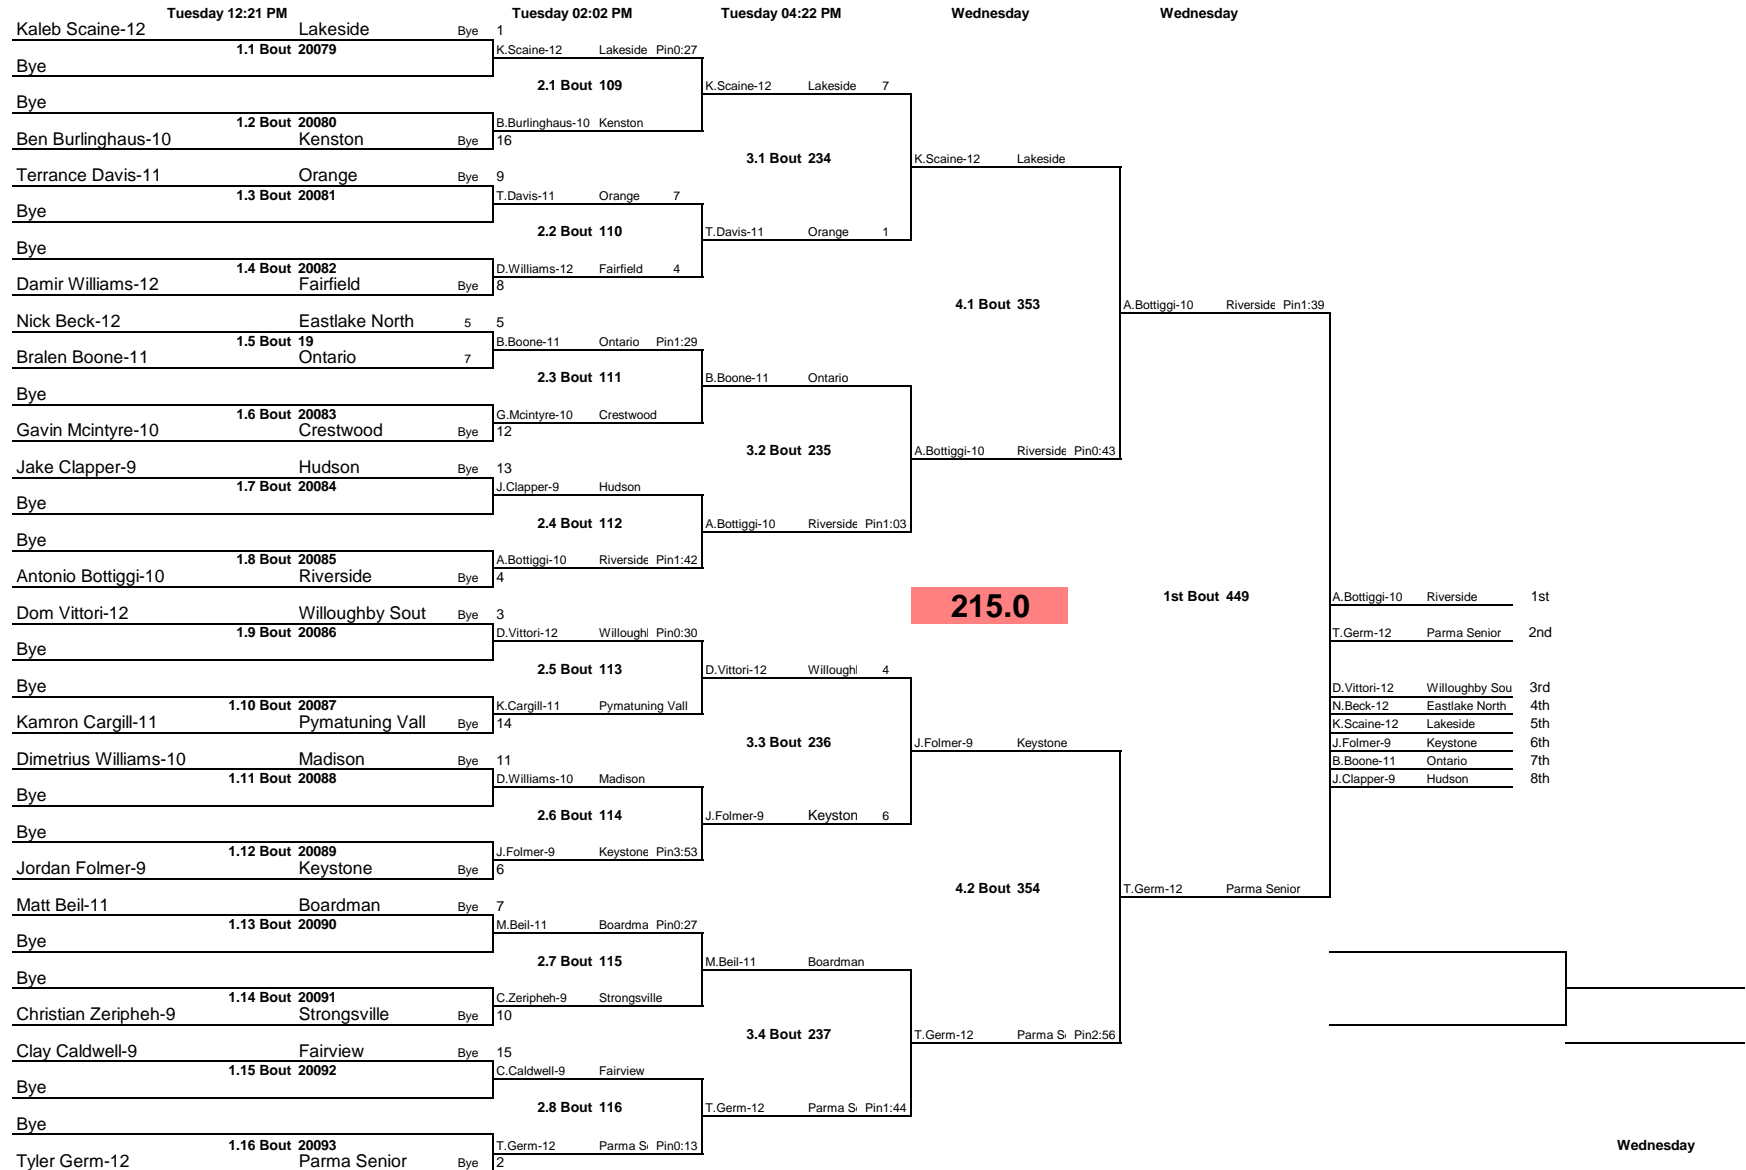 Tuesday 12:21 PM Tuesday 02:02 PM Tuesday 04:22 PM Wednesday Wednesday
Kaleb Scaine-12 Lakeside Bye 1
1.1 Bout 20079
K.Scaine-12 Lakeside Pin0:27
Bye
2.1 Bout 109
K.Scaine-12 Lakeside 7
Bye
1.2 Bout 20080
B.Burlinghaus-10 Kenston
Ben Burlinghaus-10 Kenston Bye 16
3.1 Bout 234
K.Scaine-12 Lakeside
Terrance Davis-11 Orange Bye 9
1.3 Bout 20081
T.Davis-11 Orange 7
Bye
2.2 Bout 110
T.Davis-11 Orange 1
Bye
1.4 Bout 20082
D.Williams-12 Fairfield 4
Damir Williams-12 Fairfield Bye 8
4.1 Bout 353
A.Bottiggi-10 Riverside Pin1:39
Nick Beck-12 Eastlake North 5 5
1.5 Bout 19
B.Boone-11 Ontario Pin1:29
Bralen Boone-11 Ontario 7
2.3 Bout 111
B.Boone-11 Ontario
Bye
1.6 Bout 20083
G.Mcintyre-10 Crestwood
Gavin Mcintyre-10 Crestwood Bye 12
3.2 Bout 235
A.Bottiggi-10 Riverside Pin0:43
Jake Clapper-9 Hudson Bye 13
1.7 Bout 20084
J.Clapper-9 Hudson
Bye
2.4 Bout 112
A.Bottiggi-10 Riverside Pin1:03
Bye
1.8 Bout 20085
A.Bottiggi-10 Riverside Pin1:42
Antonio Bottiggi-10 Riverside Bye 4
215.0
1st Bout 449
A.Bottiggi-10 Riverside 1st
Dom Vittori-12 Willoughby Sout Bye 3
1.9 Bout 20086
D.Vittori-12 Willough Pin0:30
T.Germ-12 Parma Senior 2nd
Bye
2.5 Bout 113
D.Vittori-12 Willough 4
Bye
D.Vittori-12 Willoughby Sou 3rd
1.10 Bout 20087
K.Cargill-11 Pymatuning Vall
N.Beck-12 Eastlake North 4th
Kamron Cargill-11 Pymatuning Vall Bye 14
K.Scaine-12 Lakeside 5th
3.3 Bout 236
J.Folmer-9 Keystone
J.Folmer-9 Keystone 6th
Dimetrius Williams-10 Madison Bye 11
B.Boone-11 Ontario 7th
1.11 Bout 20088
D.Williams-10 Madison
J.Clapper-9 Hudson 8th
Bye
2.6 Bout 114
J.Folmer-9 Keyston 6
Bye
1.12 Bout 20089
J.Folmer-9 Keystone Pin3:53
Jordan Folmer-9 Keystone Bye 6
4.2 Bout 354
T.Germ-12 Parma Senior
Matt Beil-11 Boardman Bye 7
1.13 Bout 20090
M.Beil-11 Boardma Pin0:27
Bye
2.7 Bout 115
M.Beil-11 Boardman
Bye
1.14 Bout 20091
C.Zeripheh-9 Strongsville
Christian Zeripheh-9 Strongsville Bye 10
3.4 Bout 237
T.Germ-12 Parma S Pin2:56
Clay Caldwell-9 Fairview Bye 15
1.15 Bout 20092
C.Caldwell-9 Fairview
Bye
2.8 Bout 116
T.Germ-12 Parma S Pin1:44
Bye
1.16 Bout 20093
T.Germ-12 Parma S Pin0:13
Wednesday
Tyler Germ-12 Parma Senior Bye 2